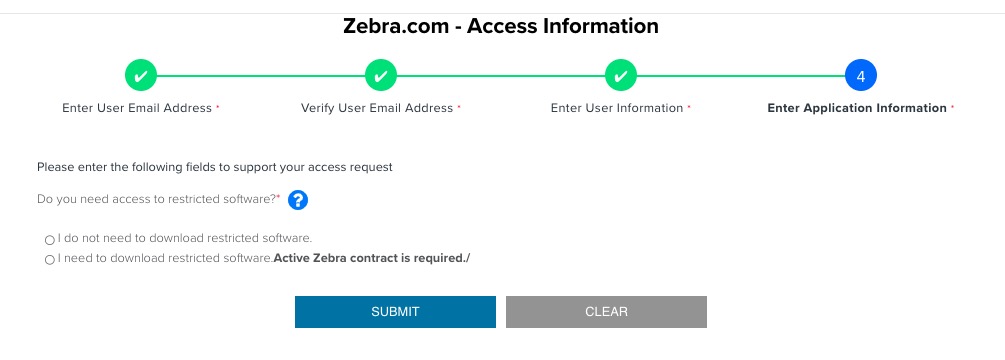 Zebra.com - Access Information
✔ ✔ ✔ 4
Enter User Email Address * Verify User Email Address * Enter User Information * Enter Application Information *
Please enter the following fields to support your access request
Do you need access to restricted software?* ?
I do not need to download restricted software.
I need to download restricted software.Active Zebra contract is required./
SUBMIT CLEAR